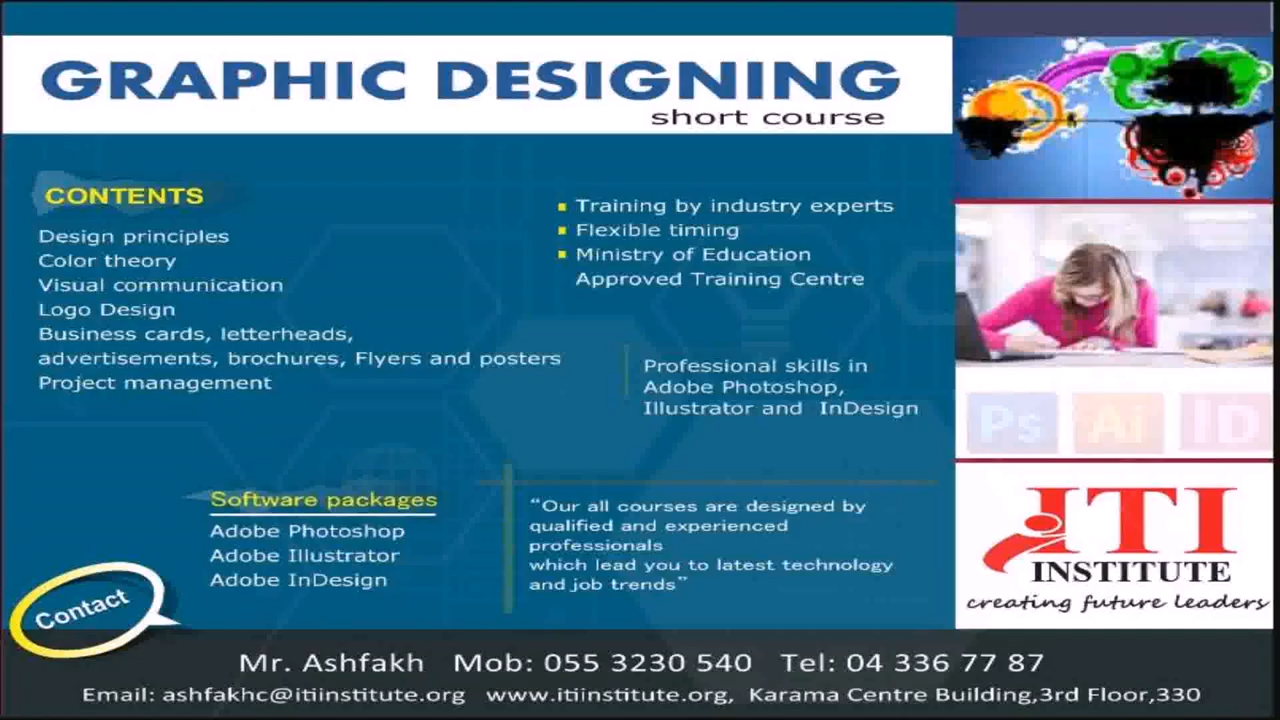 GRAPHIC DESIGNING
short course
CONTENTS
Design principles
Color theory
Visual communication
Logo Design
Business cards, letterheads,
advertisements, brochures, Flyers and posters
Project management
Training by industry experts
Flexible timing
Ministry of Education
Approved Training Centre
Professional skills in
Adobe Photoshop,
Illustrator and InDesign
Ps Ai ID
Software packages
Adobe Photoshop
Adobe Illustrator
Adobe InDesign
“Our all courses are designed by
qualified and experienced
professionals
which lead you to latest technology
and job trends”
ITI
INSTITUTE
creating future leaders
Contact
Mr. Ashfakh Mob: 055 3230 540 Tel: 04 336 77 87
Email: ashfakhc@itiinstitute.org www.itiinstitute.org, Karama Centre Building,3rd Floor,330